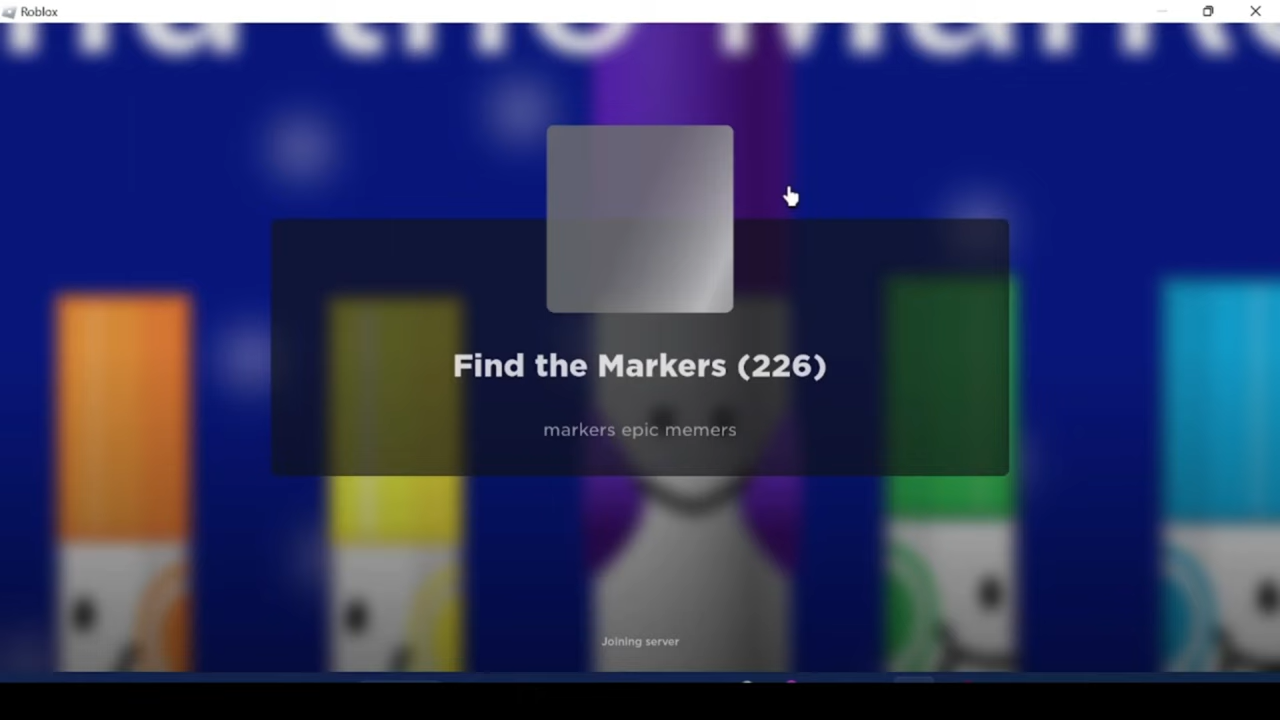 Roblox
Find the Markers (226)
markers epic memers
Joining server